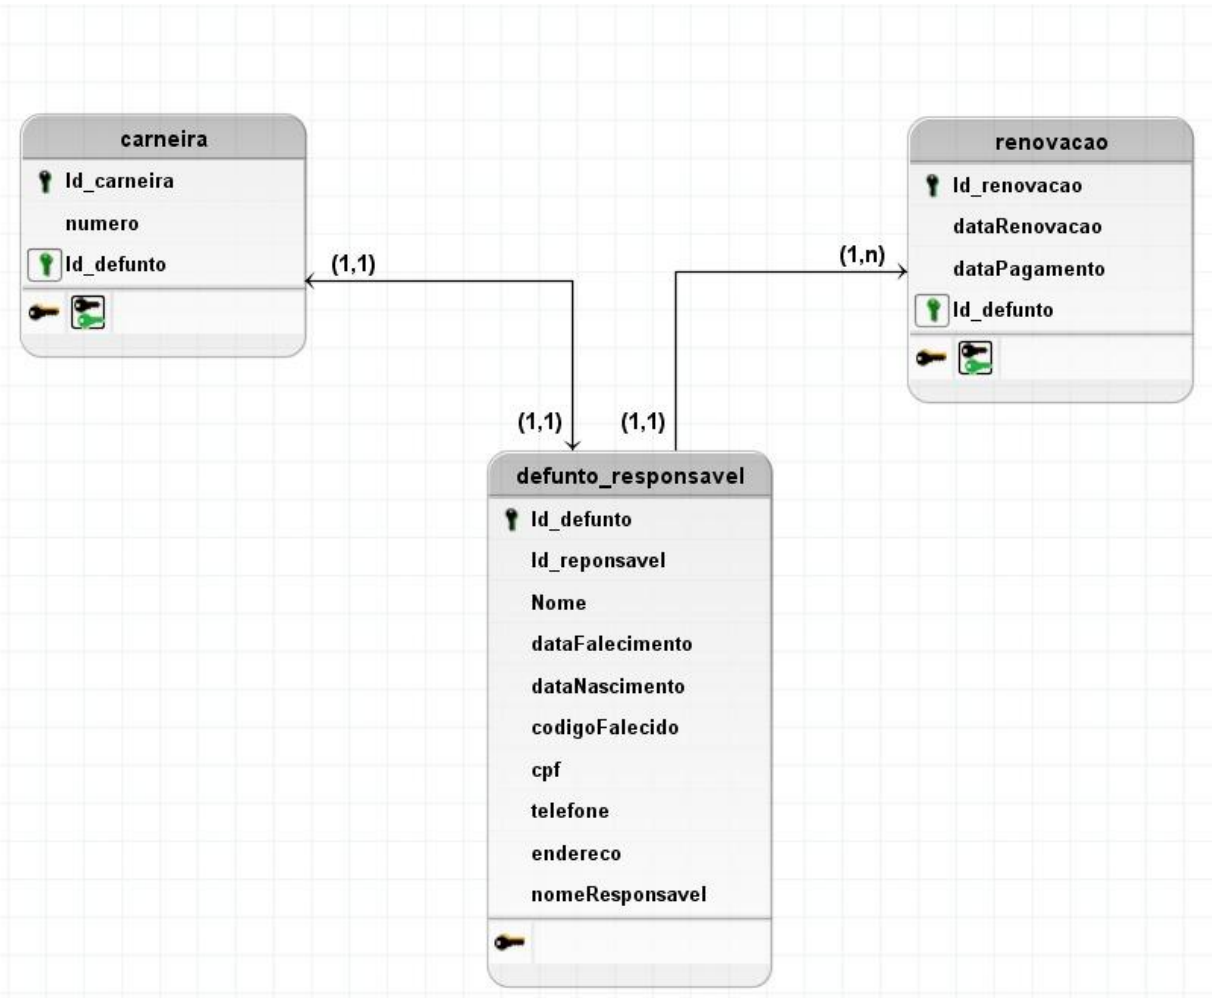 carneira
Id_carneira
numero
Id_defunto
(1,1)
(1,n)
renovacao
Id_renovacao
dataRenovacao
dataPagamento
Id_defunto
(1,1)
(1,1)
defunto_responsavel
Id_defunto
Id_reponsavel
Nome
dataFalecimento
dataNascimento
codigoFalecido
cpf
telefone
endereco
nomeResponsavel